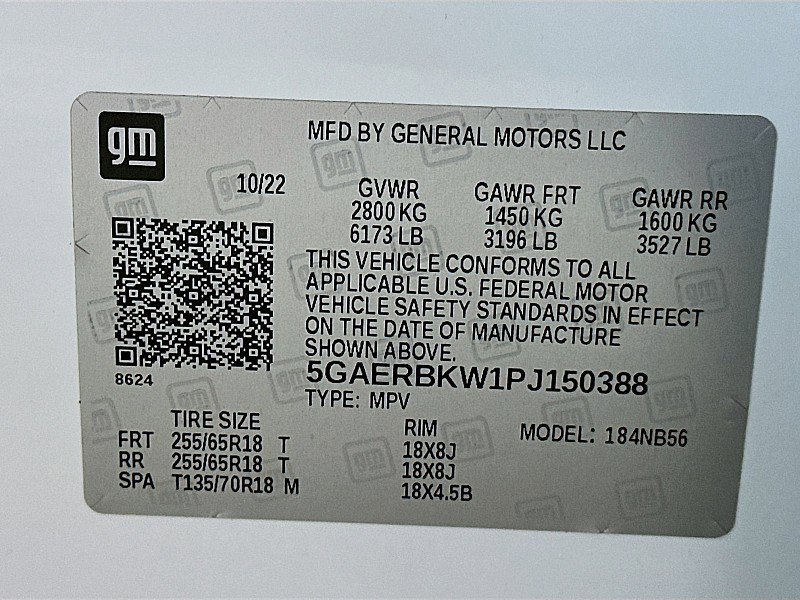 gm
MFD BY GENERAL MOTORS LLC
10/22
GVWR GAWR FRT GAWR RR
2800 KG 1450 KG 1600 KG
6173 LB 3196 LB 3527 LB
THIS VEHICLE CONFORMS TO ALL
APPLICABLE U.S. FEDERAL MOTOR
VEHICLE SAFETY STANDARDS IN EFFECT
ON THE DATE OF MANUFACTURE
SHOWN ABOVE.
8624
5GAERBKW1PJ150388
TYPE: MPV
TIRE SIZE RIM MODEL: 184NB56
FRT 255/65R18 T 18X8J
RR 255/65R18 T 18X8J
SPA T135/70R18 M 18X4.5B